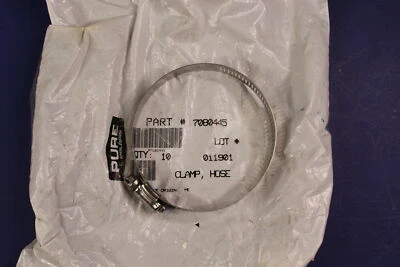 PART # 7080445
LOT #
QTY: 10 011901
CLAMP, HOSE
PURE